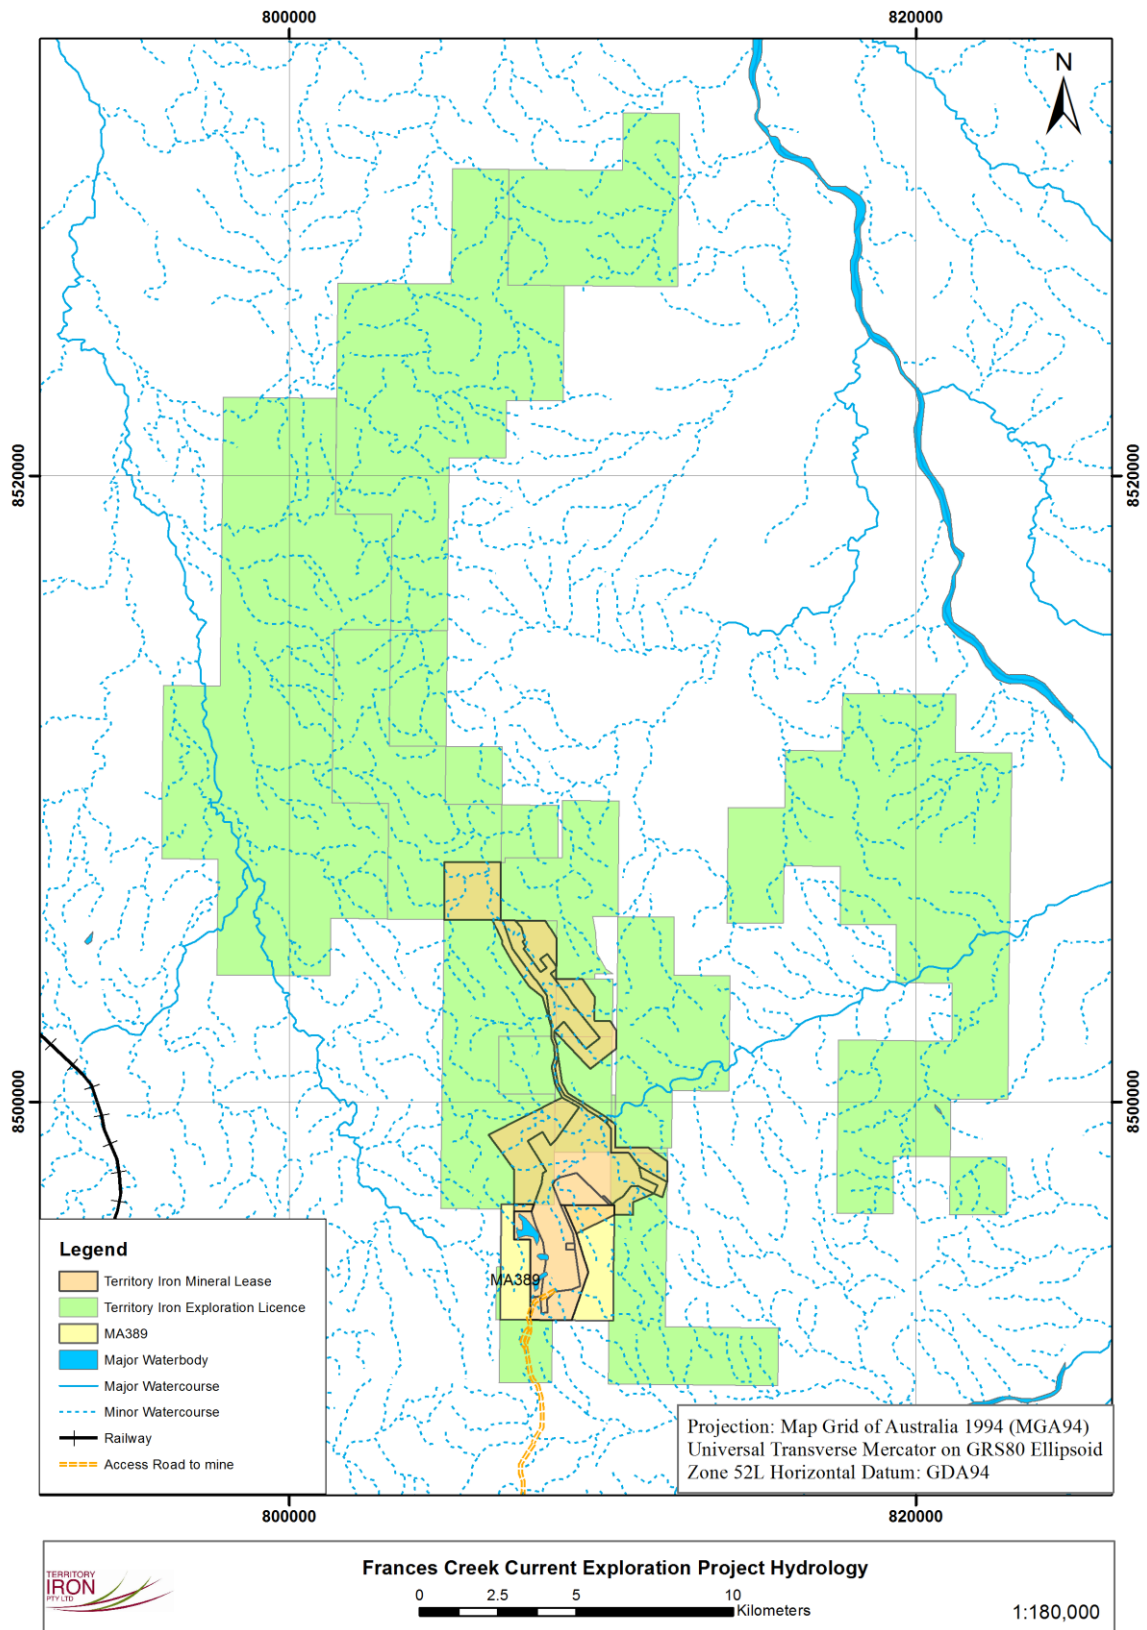 800000
820000
N
8520000
8520000
8500000
8500000
MA389
Legend
Territory Iron Mineral Lease
Territory Iron Exploration Licence
MA389
Major Waterbody
Major Watercourse
Minor Watercourse
Railway
Access Road to mine
Projection: Map Grid of Australia 1994 (MGA94)
Universal Transverse Mercator on GRS80 Ellipsoid
Zone 52L Horizontal Datum: GDA94
800000
820000
TERRITORY
IRON
PTY LTD
Frances Creek Current Exploration Project Hydrology
0 2.5 5 10
Kilometers
1:180,000